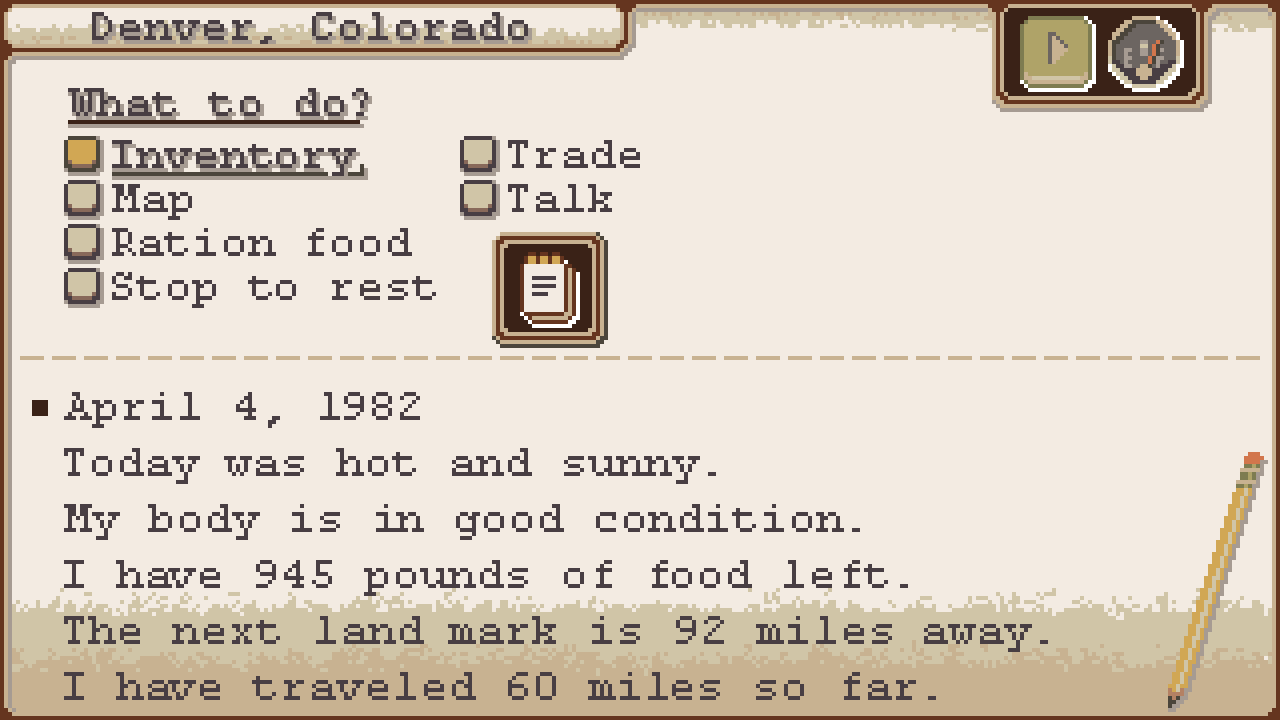 Denver, Colorado
What to do?
Inventory
Map
Ration food
Stop to rest
Trade
Talk
April 4, 1982
Today was hot and sunny.
My body is in good condition.
I have 945 pounds of food left.
The next land mark is 92 miles away.
I have traveled 60 miles so far.